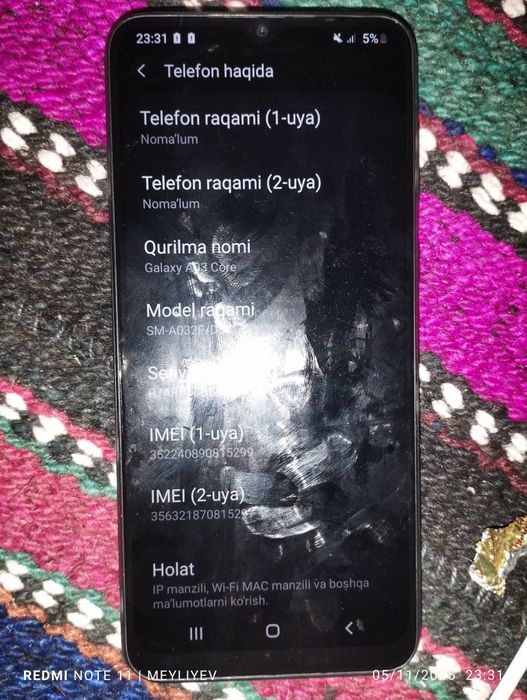 23:31 5%
Telefon haqida
Telefon raqami (1-uya)
Noma'lum
Telefon raqami (2-uya)
Noma'lum
Qurilma nomi
Galaxy A03 Core
Model raqami
SM-A032F/D
IMEI (1-uya)
352240890815299
IMEI (2-uya)
Holat
IP manzili, Wi-Fi MAC manzili va boshqa
ma'lumotlarni ko'rish.
REDMI NOTE 11 | MEYLIYEV
23:31